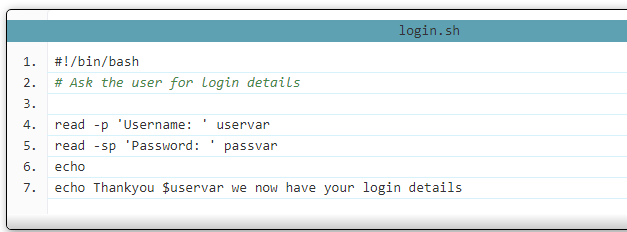 login.sh
1. #!/bin/bash
2. # Ask the user for login details
3.
4. read -p 'Username: ' uservar
5. read -sp 'Password: ' passvar
6. echo
7. echo Thankyou $uservar we now have your login details